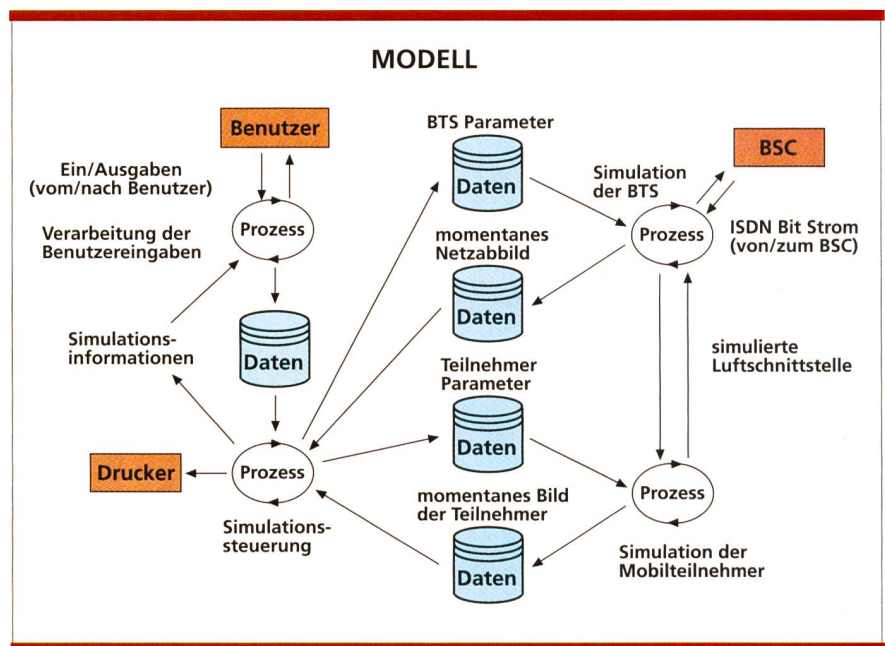 MODELL
Benutzer
Ein/Ausgaben
(vom/nach Benutzer)
Prozess
Verarbeitung der
Benutzereingaben
Daten
Simulations-
informationen
Drucker
Prozess
Simulations-
steuerung
BTS Parameter
Daten
momentanes
Netzabbild
Daten
Teilnehmer
Parameter
Daten
momentanes Bild
der Teilnehmer
Daten
Simulation
der BTS
Prozess
BSC
ISDN Bit Strom
(von/zum BSC)
simulierte
Luftschnittstelle
Prozess
Simulation der
Mobilteilnehmer